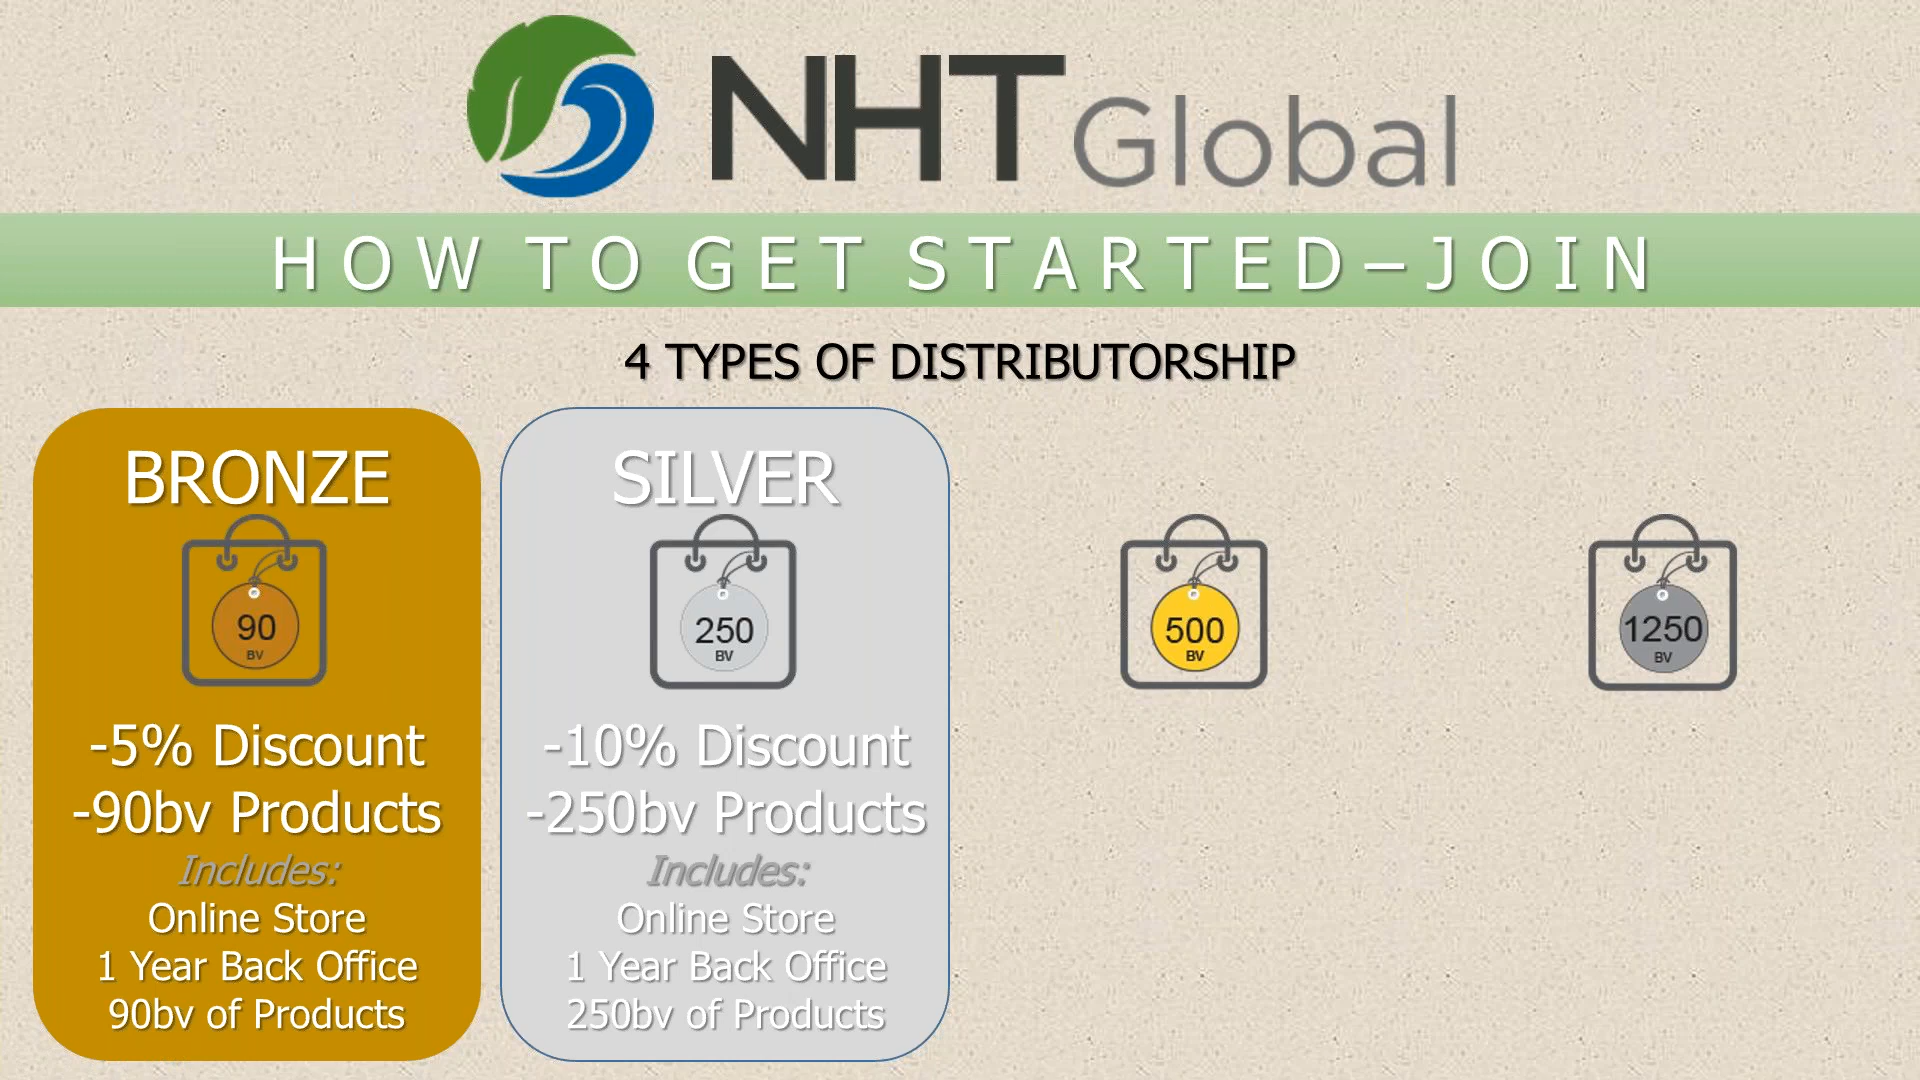 NHT Global
HOW TO GET STARTED–JOIN
4 TYPES OF DISTRIBUTORSHIP
BRONZE
90
BV
-5% Discount
-90bv Products
Includes:
Online Store
1 Year Back Office
90bv of Products
SILVER
250
BV
-10% Discount
-250bv Products
Includes:
Online Store
1 Year Back Office
250bv of Products
500
BV
1250
BV